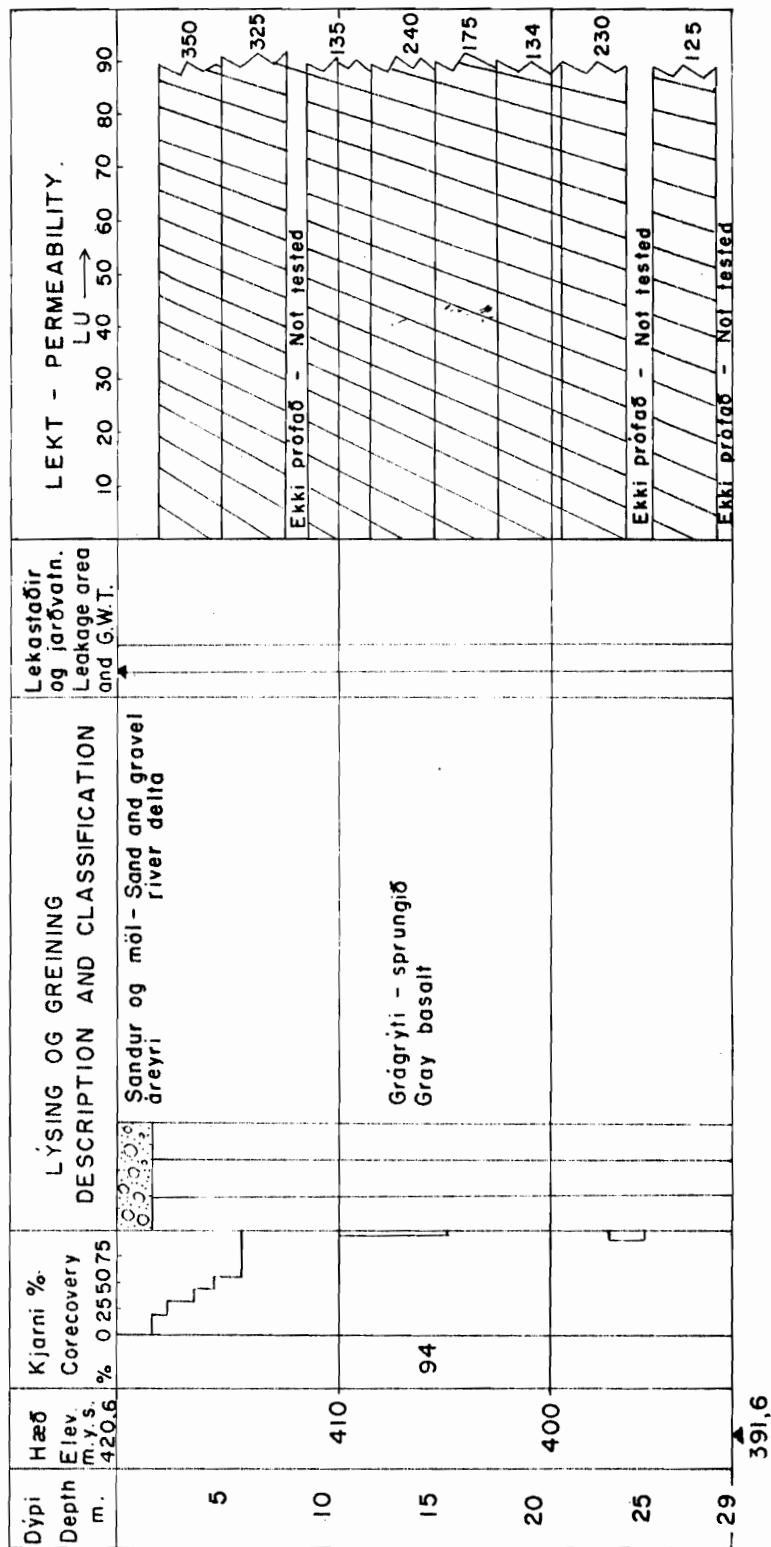 Dýpi
Depth
m.
Hæð
Elev.
m.y.s.
420,6
Kjarni %
Corecovery
% 0 25 50 75
LÝSING OG GREINING
DESCRIPTION AND CLASSIFICATION
Lekastaðir
og jarðvatn.
Leakage area
and G.W.T.
LEKT - PERMEABILITY.
LU →
10 20 30 40 50 60 70 80 90
Sandur og möl - Sand and gravel
áreyri river delta
350
5
325
Ekki prófað - Not tested
10
410
135
240
Grágrýti - sprungið
Gray basalt
15
94
175
134
20
400
230
Ekki prófað - Not tested
25
125
Ekki prófað - Not tested
29
391,6